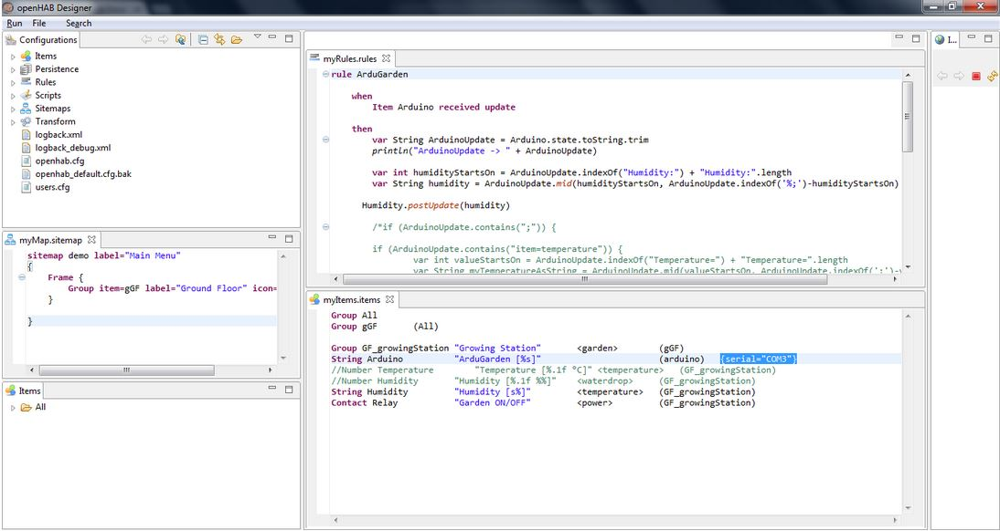 openHAB Designer
Run File Search
Configurations
Items
Persistence
Rules
Scripts
Sitemaps
Transform
logback.xml
logback_debug.xml
openhab.cfg
openhab_default.cfg.bak
users.cfg
myMap.sitemap
sitemap demo label="Main Menu"
{
Frame {
Group item=gGF label="Ground Floor" icon=
}
}
Items
All
myRules.rules
rule ArduGarden
when
Item Arduino received update
then
var String ArduinoUpdate = Arduino.state.toString.trim
println("ArduinoUpdate -> " + ArduinoUpdate)
var int humidityStartsOn = ArduinoUpdate.indexOf("Humidity:") + "Humidity:".length
var String humidity = ArduinoUpdate.mid(humidityStartsOn, ArduinoUpdate.indexOf('%;')-humidityStartsOn)
Humidity.postUpdate(humidity)
/*if (ArduinoUpdate.contains(";")) {
if (ArduinoUpdate.contains("item=temperature")) {
var int valueStartsOn = ArduinoUpdate.indexOf("Temperature=") + "Temperature=".length
var String myTemperatureAsString = ArduinoUpdate.mid(valueStartsOn, ArduinoUpdate.indexOf(';')-v
myItems.items
Group All
Group gGF (All)
Group GF_growingStation "Growing Station" <garden> (gGF)
String Arduino "ArduGarden [%s]" (arduino) {serial="COM3"}
//Number Temperature "Temperature [%.1f °C]" <temperature> (GF_growingStation)
//Number Humidity "Humidity [%.1f %%]" <waterdrop> (GF_growingStation)
String Humidity "Humidity [s%]" <temperature> (GF_growingStation)
Contact Relay "Garden ON/OFF" <power> (GF_growingStation)
I...